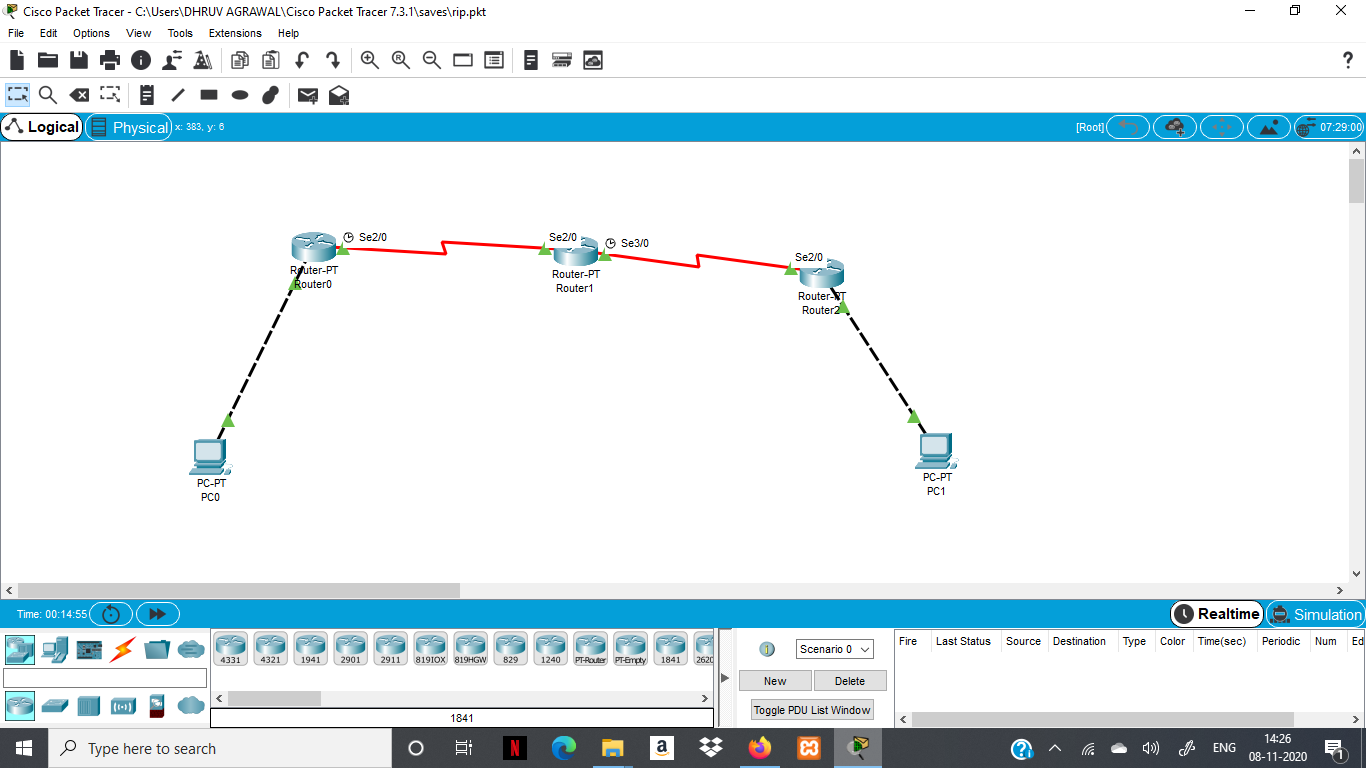 Cisco Packet Tracer - C:\Users\DHRUV AGRAWAL\Cisco Packet Tracer 7.3.1\saves\rip.pkt
File Edit Options View Tools Extensions Help
?
Logical Physical x: 383, y: 6 [Root] 07:29:00
Se2/0 Se2/0 Se3/0 Se2/0
Router-PT
Router0
Router-PT
Router1
Router-PT
Router2
PC-PT
PC0
PC-PT
PC1
Time: 00:14:55 Realtime Simulation
4331 4321 1941 2901 2911 819IOX 819HGW 829 1240 PT-Router PT-Empty 1841 2620
1841
Scenario 0
New Delete
Toggle PDU List Window
Fire Last Status Source Destination Type Color Time(sec) Periodic Num Ed
Type here to search
N a
ENG 14:26
08-11-2020 1